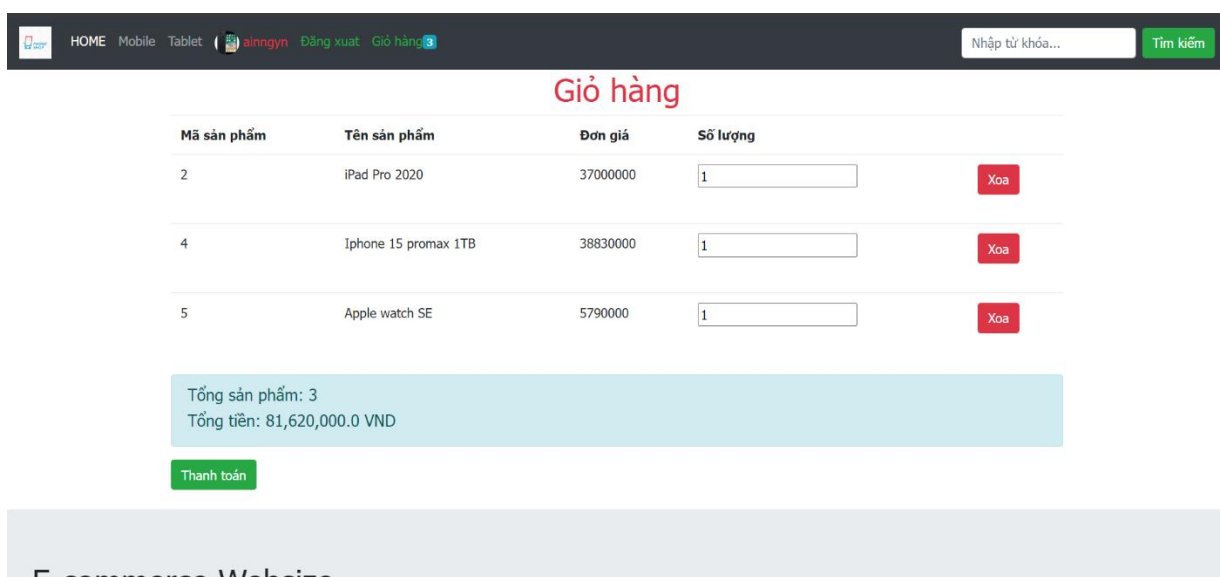 HOME Mobile Tablet ( ) ainngyn Đăng xuat Giỏ hàng 3 Nhập từ khóa... Tìm kiếm
Giỏ hàng
Mã sản phẩm Tên sản phẩm Đơn giá Số lượng
2 iPad Pro 2020 37000000 1 Xoa
4 Iphone 15 promax 1TB 38830000 1 Xoa
5 Apple watch SE 5790000 1 Xoa
Tổng sản phẩm: 3
Tổng tiền: 81,620,000.0 VND
Thanh toán
E-commerce Websize